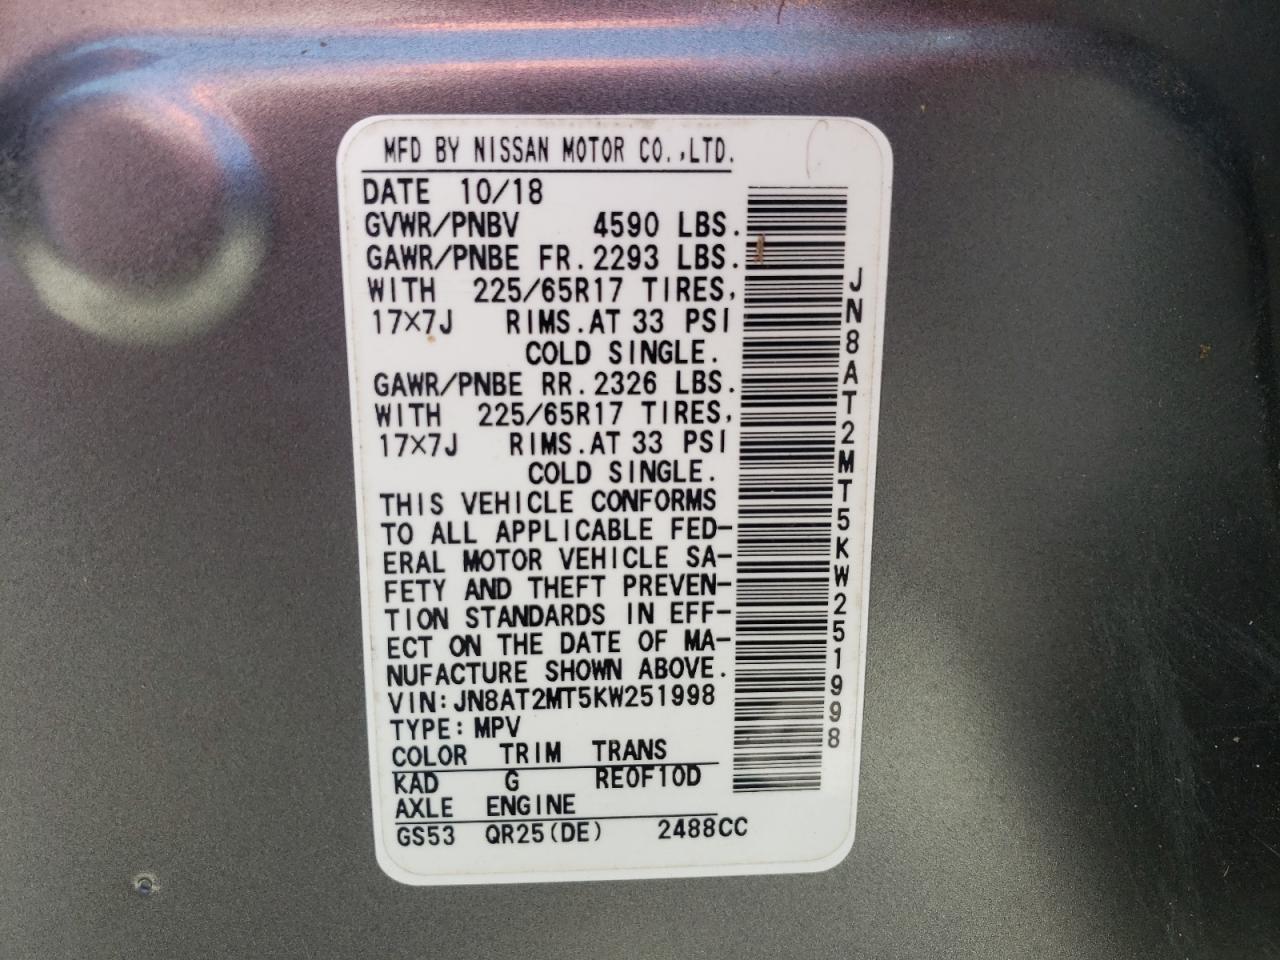 MFD BY NISSAN MOTOR CO.,LTD.
DATE 10/18
GVWR/PNBV 4590 LBS.
GAWR/PNBE FR.2293 LBS.
WITH 225/65R17 TIRES,
17×7J RIMS.AT 33 PSI
COLD SINGLE.
GAWR/PNBE RR.2326 LBS.
WITH 225/65R17 TIRES,
17×7J RIMS.AT 33 PSI
COLD SINGLE.
THIS VEHICLE CONFORMS
TO ALL APPLICABLE FED-
ERAL MOTOR VEHICLE SA-
FETY AND THEFT PREVEN-
TION STANDARDS IN EFF-
ECT ON THE DATE OF MA-
NUFACTURE SHOWN ABOVE.
VIN:JN8AT2MT5KW251998
TYPE:MPV
COLOR TRIM TRANS
KAD G RE0F10D
AXLE ENGINE
GS53 QR25(DE) 2488CC
JN8AT2MT5KW251998